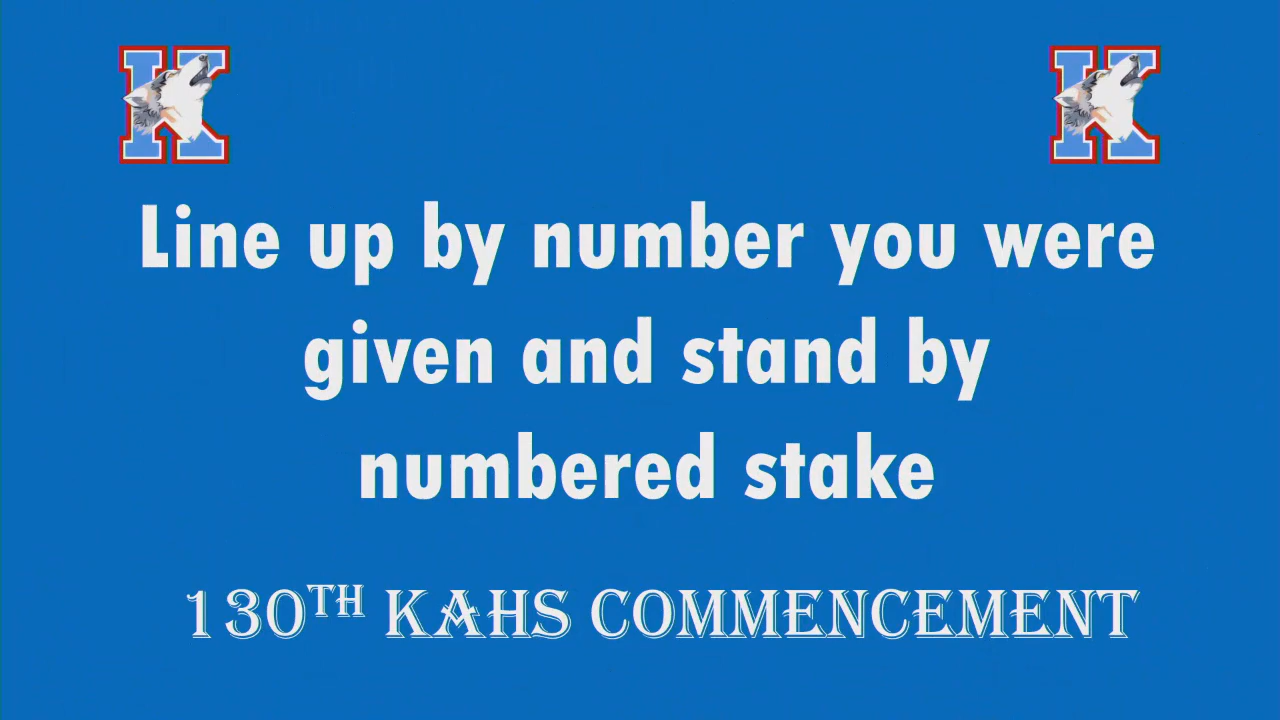 K K
Line up by number you were
given and stand by
numbered stake
130TH KAHS COMMENCEMENT